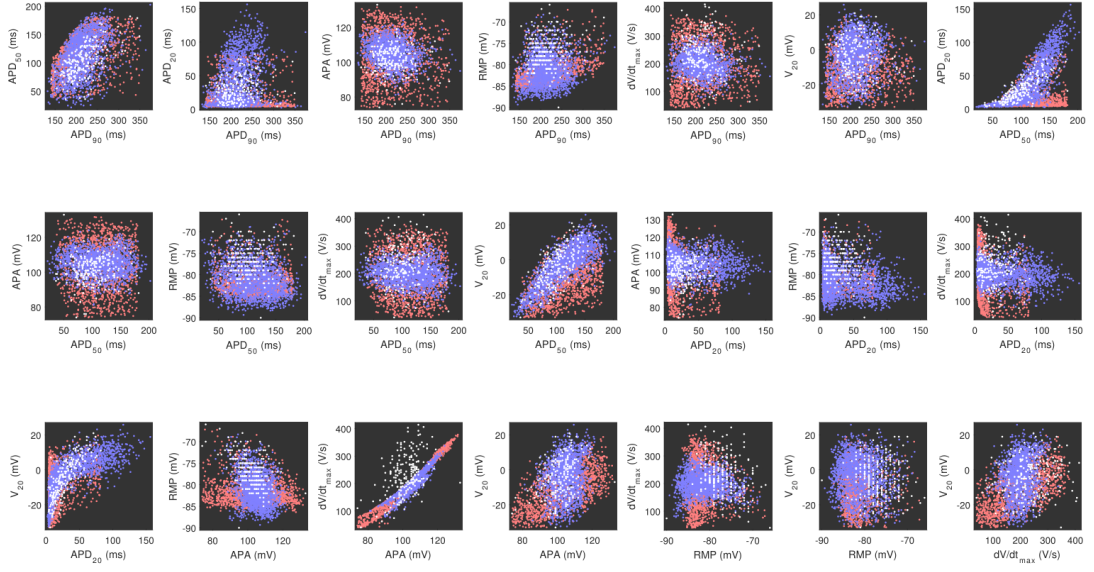 APD50 (ms)
200
150
100
50
150 200 250 300 350
APD90 (ms)
APD20 (ms)
150
100
50
0
150 200 250 300 350
APD90 (ms)
APA (mV)
130
120
110
100
90
80
150 200 250 300 350
APD90 (ms)
RMP (mV)
-70
-75
-80
-85
-90
150 200 250 300 350
APD90 (ms)
dV/dtmax (V/s)
400
350
300
250
200
150
100
50
150 200 250 300 350
APD90 (ms)
V20 (mV)
20
0
-20
150 200 250 300 350
APD90 (ms)
APD20 (ms)
150
100
50
0
50 100 150 200
APD50 (ms)
APA (mV)
120
100
80
50 100 150 200
APD50 (ms)
RMP (mV)
-70
-75
-80
-85
-90
50 100 150 200
APD50 (ms)
dV/dtmax (V/s)
400
300
200
100
50 100 150 200
APD50 (ms)
V20 (mV)
20
0
-20
50 100 150 200
APD50 (ms)
APA (mV)
130
120
110
100
90
80
0 50 100 150
APD20 (ms)
RMP (mV)
-70
-75
-80
-85
-90
0 50 100 150
APD20 (ms)
dV/dtmax (V/s)
400
300
200
100
0 50 100 150
APD20 (ms)
V20 (mV)
20
0
-20
0 50 100 150
APD20 (ms)
RMP (mV)
-70
-75
-80
-85
-90
80 100 120
APA (mV)
dV/dtmax (V/s)
400
300
200
100
80 100 120
APA (mV)
V20 (mV)
20
0
-20
80 100 120
APA (mV)
dV/dtmax (V/s)
400
300
200
100
-90 -80 -70
RMP (mV)
V20 (mV)
20
0
-20
-90 -80 -70
RMP (mV)
V20 (mV)
20
0
-20
100 200 300 400
dV/dtmax (V/s)